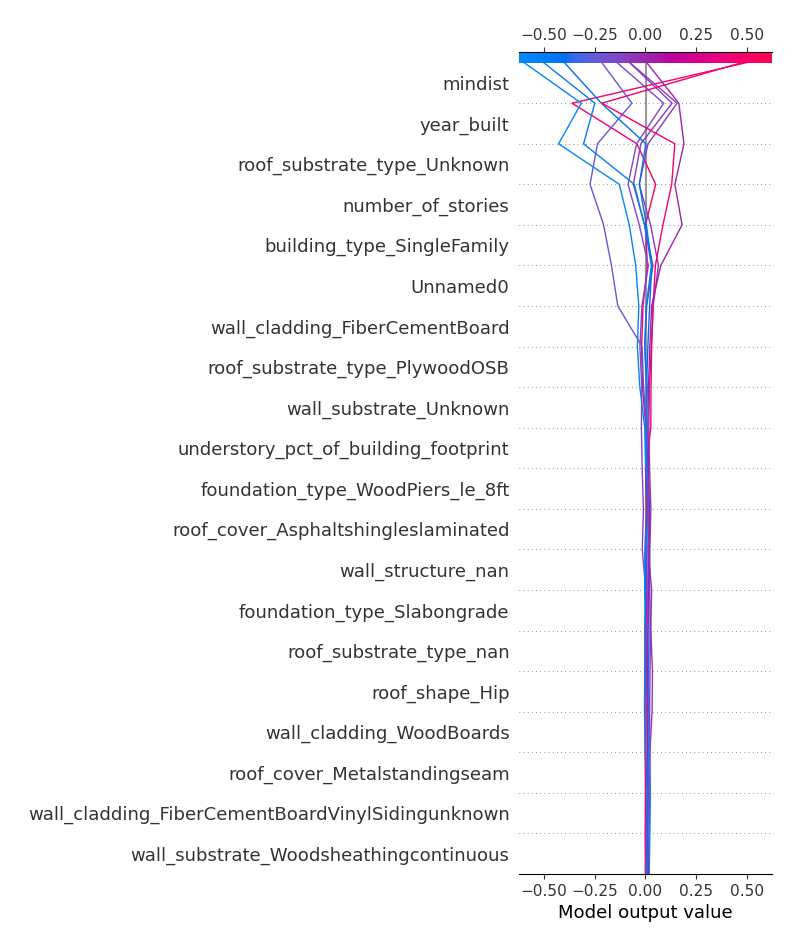 −0.50 −0.25 0.00 0.25 0.50
mindist
year_built
roof_substrate_type_Unknown
number_of_stories
building_type_SingleFamily
Unnamed0
wall_cladding_FiberCementBoard
roof_substrate_type_PlywoodOSB
wall_substrate_Unknown
understory_pct_of_building_footprint
foundation_type_WoodPiers_le_8ft
roof_cover_Asphaltshingleslaminated
wall_structure_nan
foundation_type_Slabongrade
roof_substrate_type_nan
roof_shape_Hip
wall_cladding_WoodBoards
roof_cover_Metalstandingseam
wall_cladding_FiberCementBoardVinylSidingunknown
wall_substrate_Woodsheathingcontinuous
−0.50 −0.25 0.00 0.25 0.50
Model output value